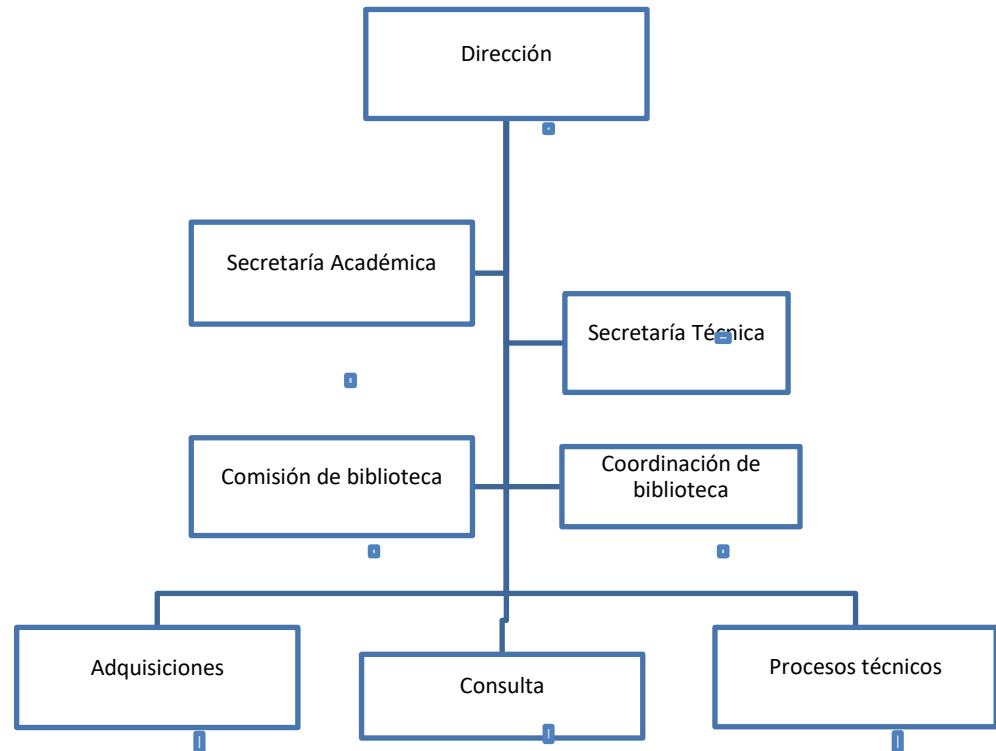 Dirección
Secretaría Académica
Secretaría Técnica
Comisión de biblioteca
Coordinación de
biblioteca
Adquisiciones
Consulta
Procesos técnicos